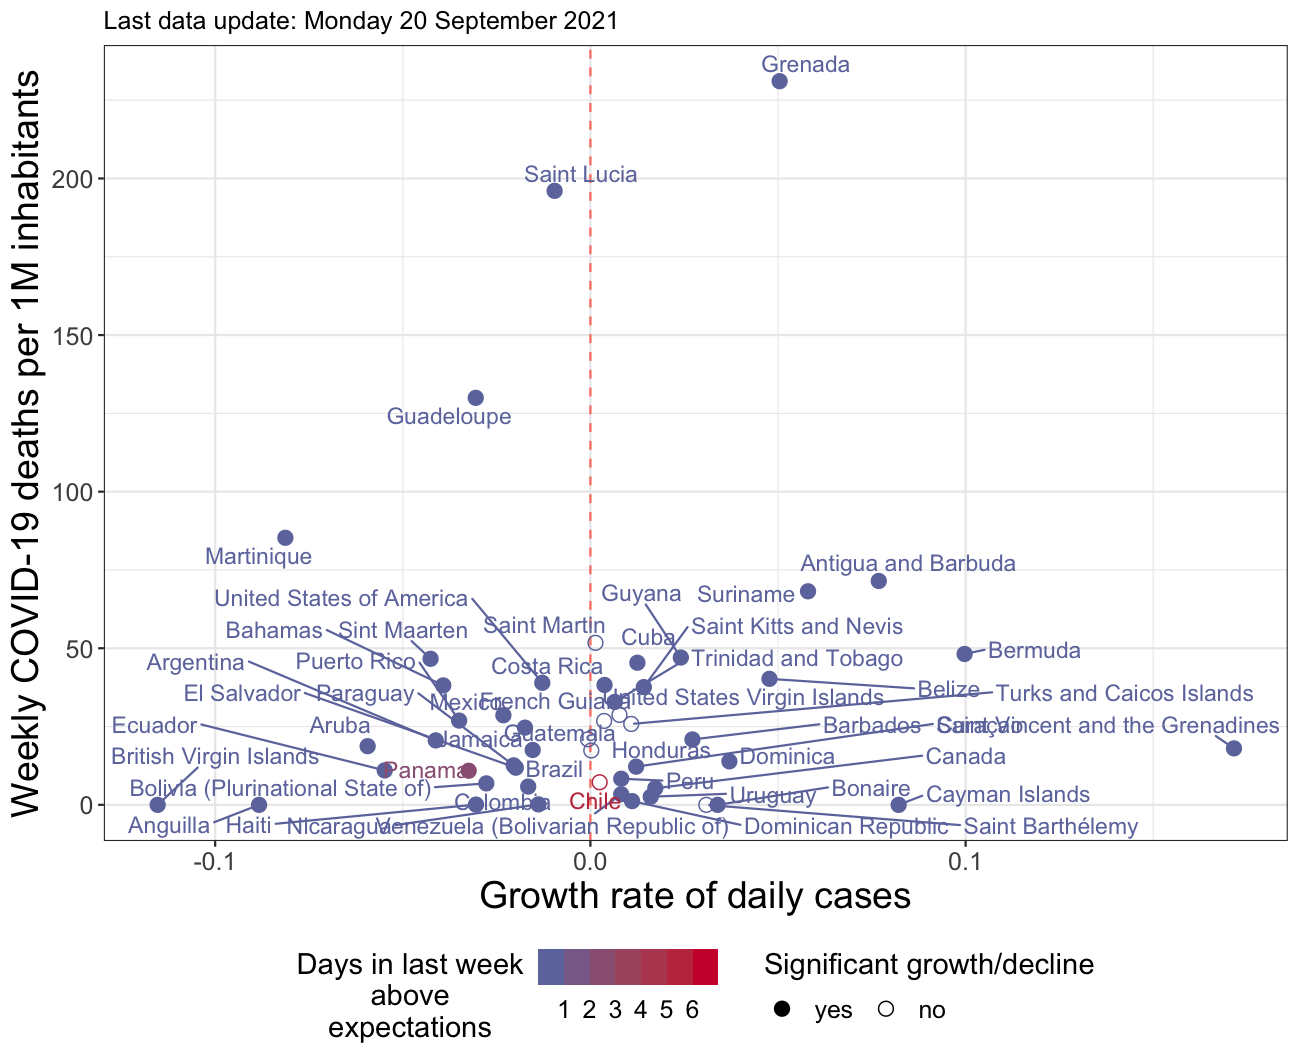 Last data update: Monday 20 September 2021
Weekly COVID-19 deaths per 1M inhabitants
200
150
100
50
0
Grenada
Saint Lucia
Guadeloupe
Martinique
Antigua and Barbuda
United States of America
Guyana
Suriname
Bahamas
Sint Maarten
Saint Martin
Cuba
Saint Kitts and Nevis
Bermuda
Argentina
Puerto Rico
Costa Rica
Trinidad and Tobago
El Salvador
Paraguay
Mexico
French Guiana
United States Virgin Islands
Belize
Turks and Caicos Islands
Ecuador
Aruba
Jamaica
Guatemala
Barbados
Curaçao
Saint Vincent and the Grenadines
British Virgin Islands
Panama
Brazil
Honduras
Dominica
Canada
Bolivia (Plurinational State of)
Colombia
Chile
Peru
Uruguay
Bonaire
Cayman Islands
Anguilla
Haiti
Nicaragua
Venezuela (Bolivarian Republic of)
Dominican Republic
Saint Barthélemy
-0.1
0.0
0.1
Growth rate of daily cases
Days in last week
above
expectations
1 2 3 4 5 6
Significant growth/decline
yes
no